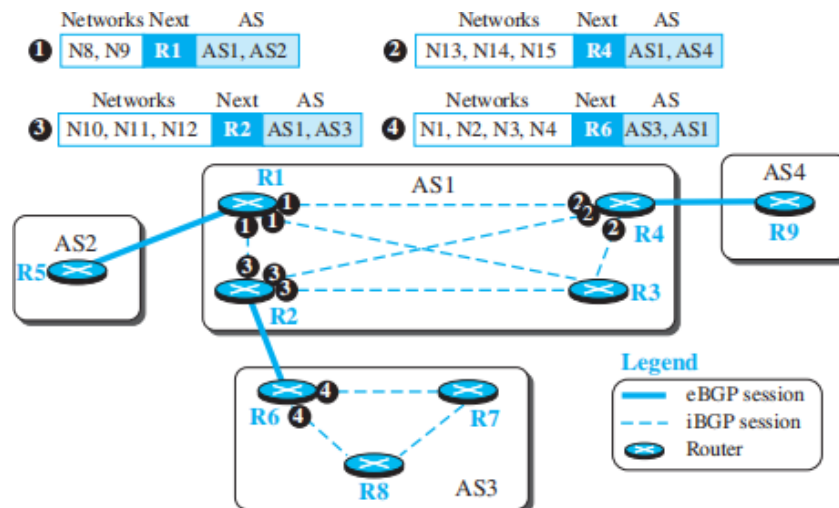 Networks Next AS
1 N8, N9 R1 AS1, AS2
Networks Next AS
2 N13, N14, N15 R4 AS1, AS4
Networks Next AS
3 N10, N11, N12 R2 AS1, AS3
Networks Next AS
4 N1, N2, N3, N4 R6 AS3, AS1
R1
AS1
AS4
1
1
1
2
2
2
R4
R9
AS2
R5
3
3
3
R2
R3
Legend
eBGP session
iBGP session
Router
4
4
R6
R7
R8
AS3